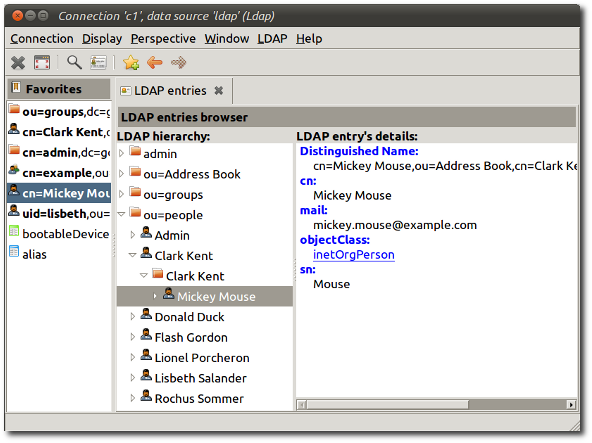 Connection 'c1', data source 'ldap' (Ldap)
Connection Display Perspective Window LDAP Help
Favorites
ou=groups,dc=g
cn=Clark Kent,
cn=admin,dc=g
cn=example,ou
cn=Mickey Mou
uid=lisbeth,ou=
bootableDevice
alias
LDAP entries
LDAP entries browser
LDAP hierarchy:
admin
ou=Address Book
ou=groups
ou=people
Admin
Clark Kent
Clark Kent
Mickey Mouse
Donald Duck
Flash Gordon
Lionel Porcheron
Lisbeth Salander
Rochus Sommer
LDAP entry's details:
Distinguished Name:
cn=Mickey Mouse,ou=Address Book,cn=Clark Ke
cn:
Mickey Mouse
mail:
mickey.mouse@example.com
objectClass:
inetOrgPerson
sn:
Mouse